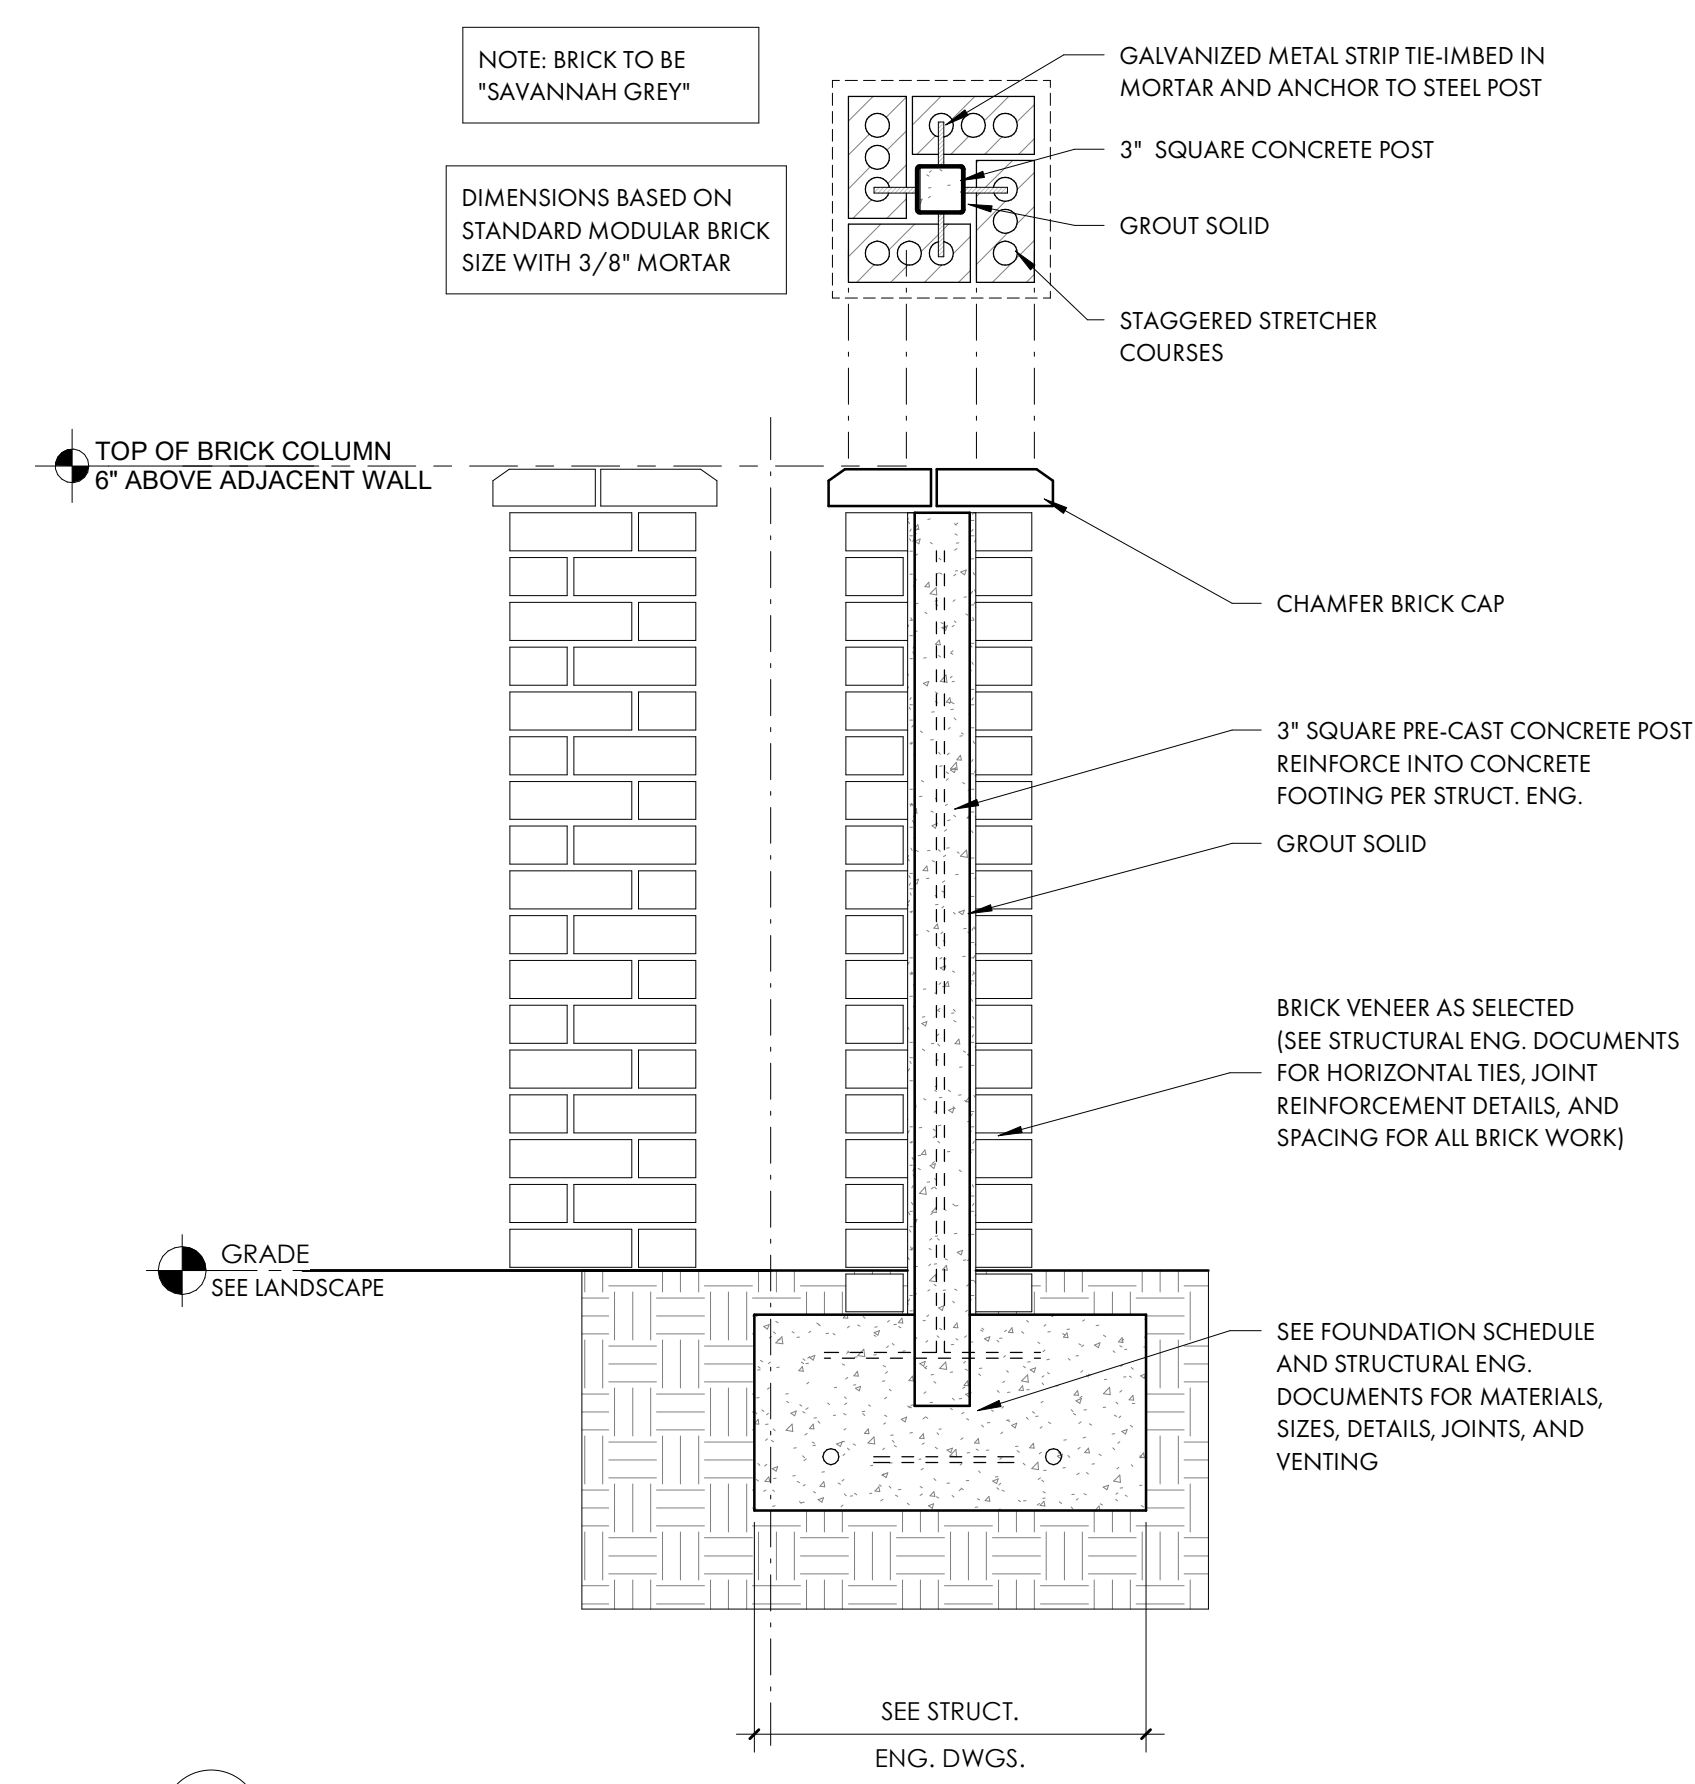 NOTE: BRICK TO BE
"SAVANNAH GREY"
DIMENSIONS BASED ON
STANDARD MODULAR BRICK
SIZE WITH 3/8" MORTAR
GALVANIZED METAL STRIP TIE-IMBED IN
MORTAR AND ANCHOR TO STEEL POST
3" SQUARE CONCRETE POST
GROUT SOLID
STAGGERED STRETCHER
COURSES
TOP OF BRICK COLUMN
6" ABOVE ADJACENT WALL
CHAMFER BRICK CAP
3" SQUARE PRE-CAST CONCRETE POST
REINFORCE INTO CONCRETE
FOOTING PER STRUCT. ENG.
GROUT SOLID
BRICK VENEER AS SELECTED
(SEE STRUCTURAL ENG. DOCUMENTS
FOR HORIZONTAL TIES, JOINT
REINFORCEMENT DETAILS, AND
SPACING FOR ALL BRICK WORK)
GRADE
SEE LANDSCAPE
SEE FOUNDATION SCHEDULE
AND STRUCTURAL ENG.
DOCUMENTS FOR MATERIALS,
SIZES, DETAILS, JOINTS, AND
VENTING
SEE STRUCT.
ENG. DWGS.